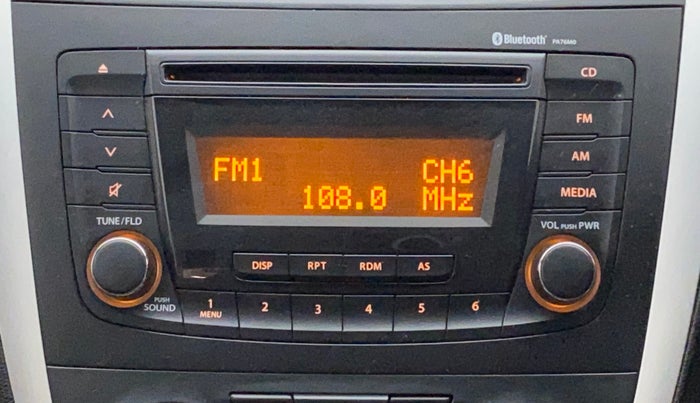 Bluetooth PA76M0
CD
FM
AM
MEDIA
FM1 CH6
108.0 MHz
TUNE/FLD
VOL PUSH PWR
DISP RPT RDM AS
PUSH
SOUND
1 2 3 4 5 6
MENU